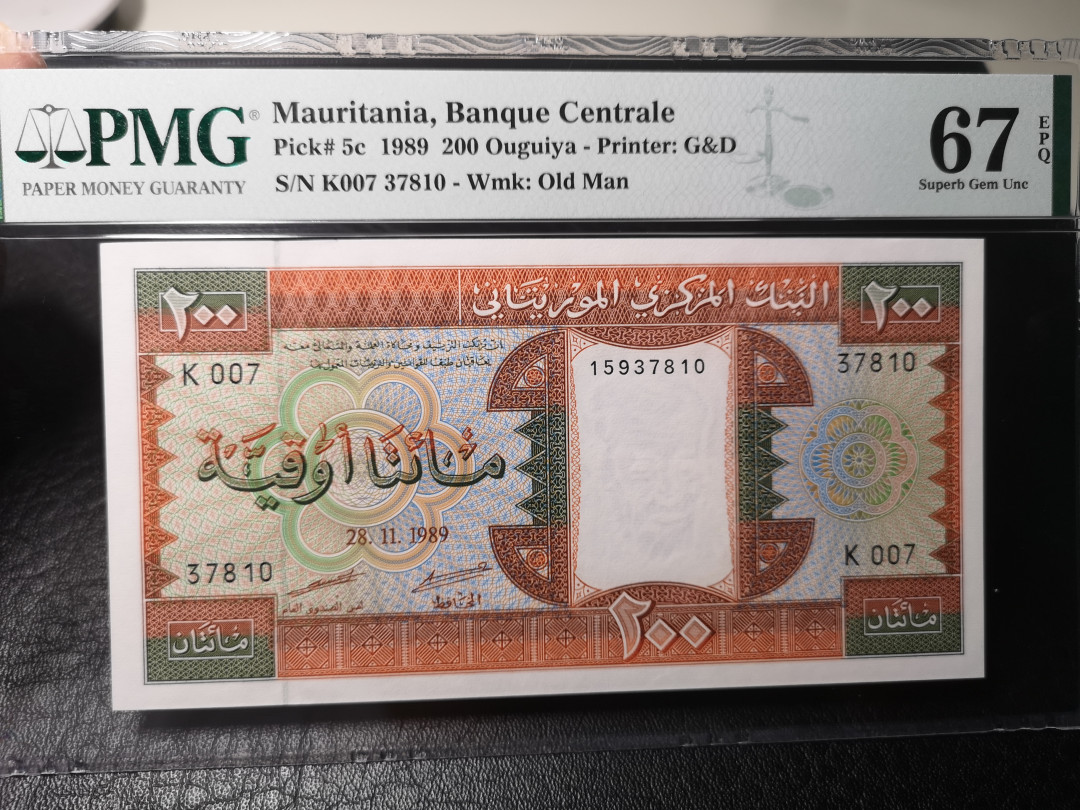 PMG®
PAPER MONEY GUARANTY
Mauritania, Banque Centrale
Pick# 5c 1989 200 Ouguiya - Printer: G&D
S/N K007 37810 - Wmk: Old Man
67
EPQ
Superb Gem Unc
٢٠٠
البنك المركزي الموريتاني
٢٠٠
K 007
15937810
37810
مائتا أوقية
28. 11. 1989
37810
K 007
المحافظ
مائتان
٢٠٠
مائتان